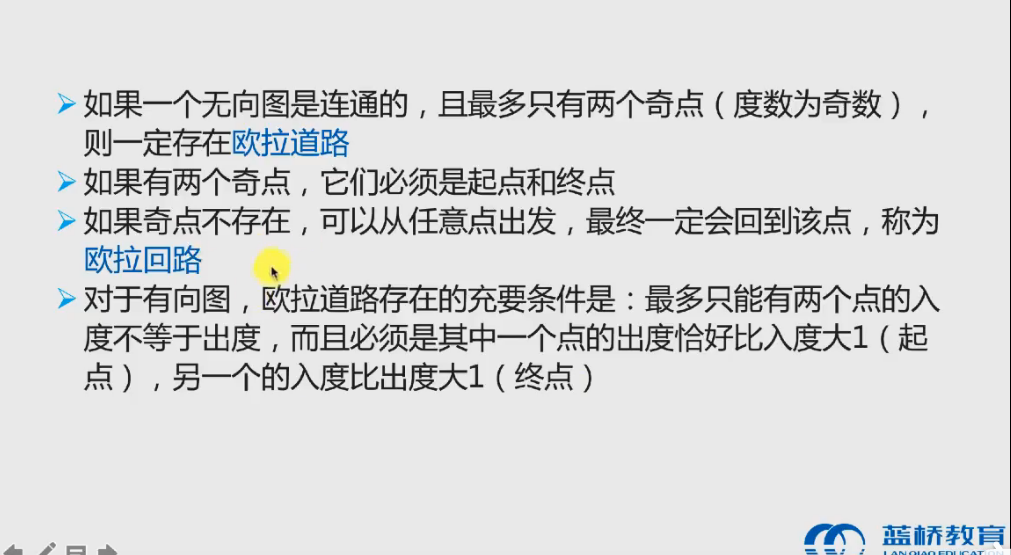 如果一个无向图是连通的，且最多只有两个奇点（度数为奇数），
则一定存在欧拉道路
如果有两个奇点，它们必须是起点和终点
如果奇点不存在，可以从任意点出发，最终一定会回到该点，称为
欧拉回路
对于有向图，欧拉道路存在的充要条件是：最多只能有两个点的入
度不等于出度，而且必须是其中一个点的出度恰好比入度大1（起
点），另一个的入度比出度大1（终点）
蓝桥教育
LAN QIAO EDUCATION